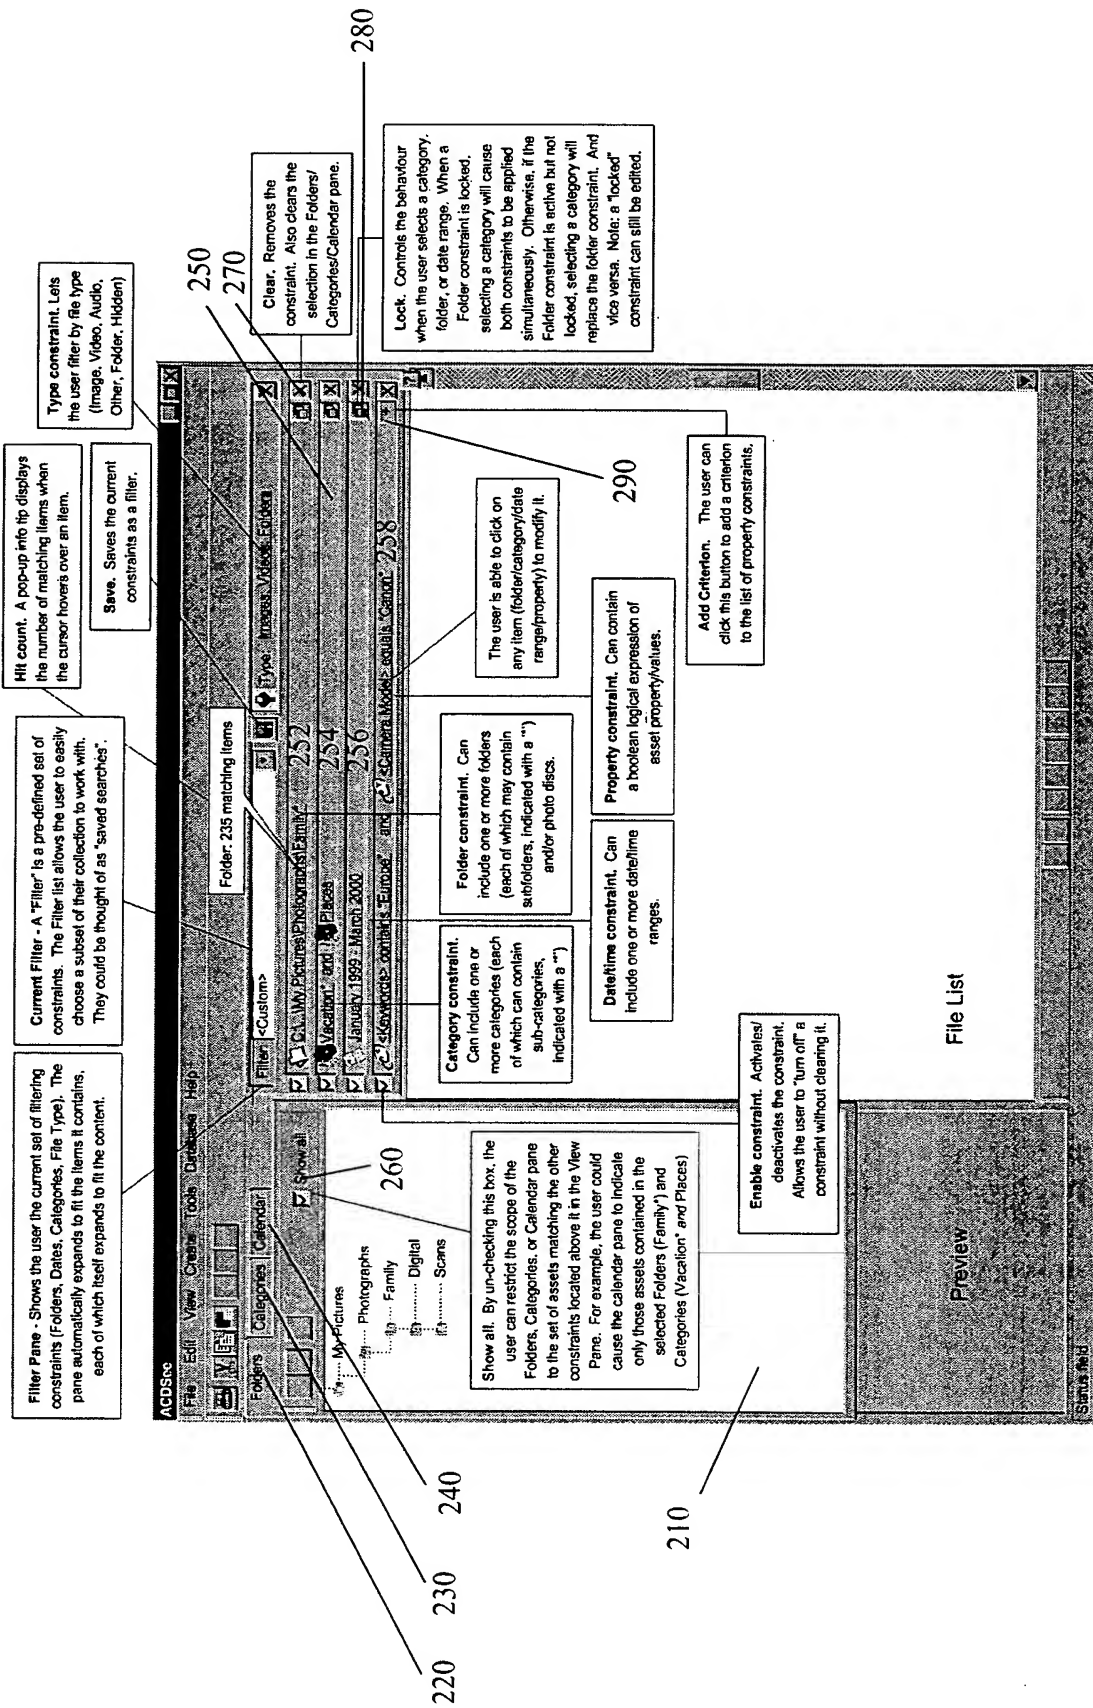 Filter Pane - Shows the user the current set of filtering
constraints (Folders, Dates, Categories, File Type). The
pane automatically expands to fit the items it contains,
each of which itself expands to fit the content.
Current Filter - A "Filter" is a pre-defined set of
constraints. The Filter list allows the user to easily
choose a subset of their collection to work with.
They could be thought of as "saved searches".
Hit count. A pop-up info tip displays
the number of matching items when
the cursor hovers over an item.
Type constraint. Lets
the user filter by file type
(Image, Video, Audio,
Other, Folder, Hidden)
Save. Saves the current
constraints as a filter.
ACDSee
File Edit View Create Tools Database Help
Folder: 235 matching items
Folders Categories Calendar
Filter: <Custom>
Type: Images, Videos, Folders
Show all
C:\...\My Pictures\Photographs\Family*
252
Vacation* and Places
254
January 1999 - March 2000
256
<Keywords> contains "Europe" and <Camera Model> equals "Canon"
258
My Pictures
Photographs
Family
Digital
Scans
250
270
280
Clear. Removes the
constraint. Also clears the
selection in the Folders/
Categories/Calendar pane.
Lock. Controls the behaviour
when the user selects a category,
folder, or date range. When a
Folder constraint is locked,
selecting a category will cause
both constraints to be applied
simultaneously. Otherwise, if the
Folder constraint is active but not
locked, selecting a category will
replace the folder constraint. And
vice versa. Note: a "locked"
constraint can still be edited.
220
230
240
260
210
290
Show all. By un-checking this box, the
user can restrict the scope of the
Folders, Categories, or Calendar pane
to the set of assets matching the other
constraints located above it in the View
Pane. For example, the user could
cause the calendar pane to indicate
only those assets contained in the
selected Folders (Family*) and
Categories (Vacation* and Places)
Category constraint.
Can include one or
more categories (each
of which can contain
sub-categories,
indicated with a "*")
Folder constraint. Can
include one or more folders
(each of which may contain
subfolders, indicated with a "*")
and/or photo discs.
The user is able to click on
any item (folder/category/date
range/property) to modify it.
Date/time constraint. Can
include one or more date/time
ranges.
Property constraint. Can contain
a boolean logical expression of
asset property/values.
Add Criterion. The user can
click this button to add a criterion
to the list of property constraints.
Enable constraint. Activates/
deactivates the constraint.
Allows the user to "turn off" a
constraint without clearing it.
File List
Preview
Status field